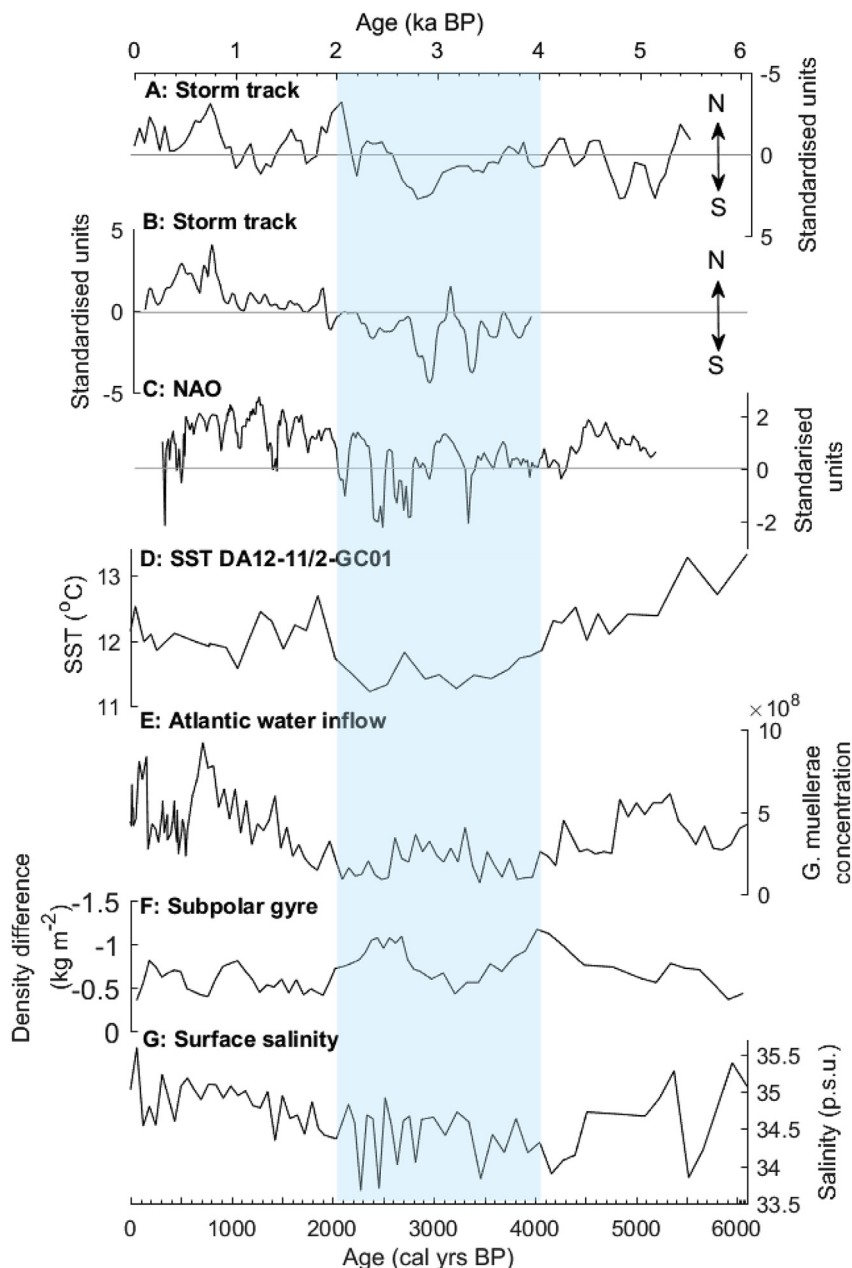 Age (ka BP)
0 1 2 3 4 5 6
A: Storm track
-5
0
5
Standardised units
N
S
B: Storm track
5
0
-5
Standardised units
N
S
C: NAO
2
0
-2
Standarised
units
D: SST DA12-11/2-GC01
13
12
11
SST (°C)
E: Atlantic water inflow
×10⁸
10
5
0
G. muellerae
concentration
F: Subpolar gyre
-1.5
-1
-0.5
0
Density difference
(kg m⁻²)
G: Surface salinity
35.5
35
34.5
34
33.5
Salinity (p.s.u.)
0 1000 2000 3000 4000 5000 6000
Age (cal yrs BP)